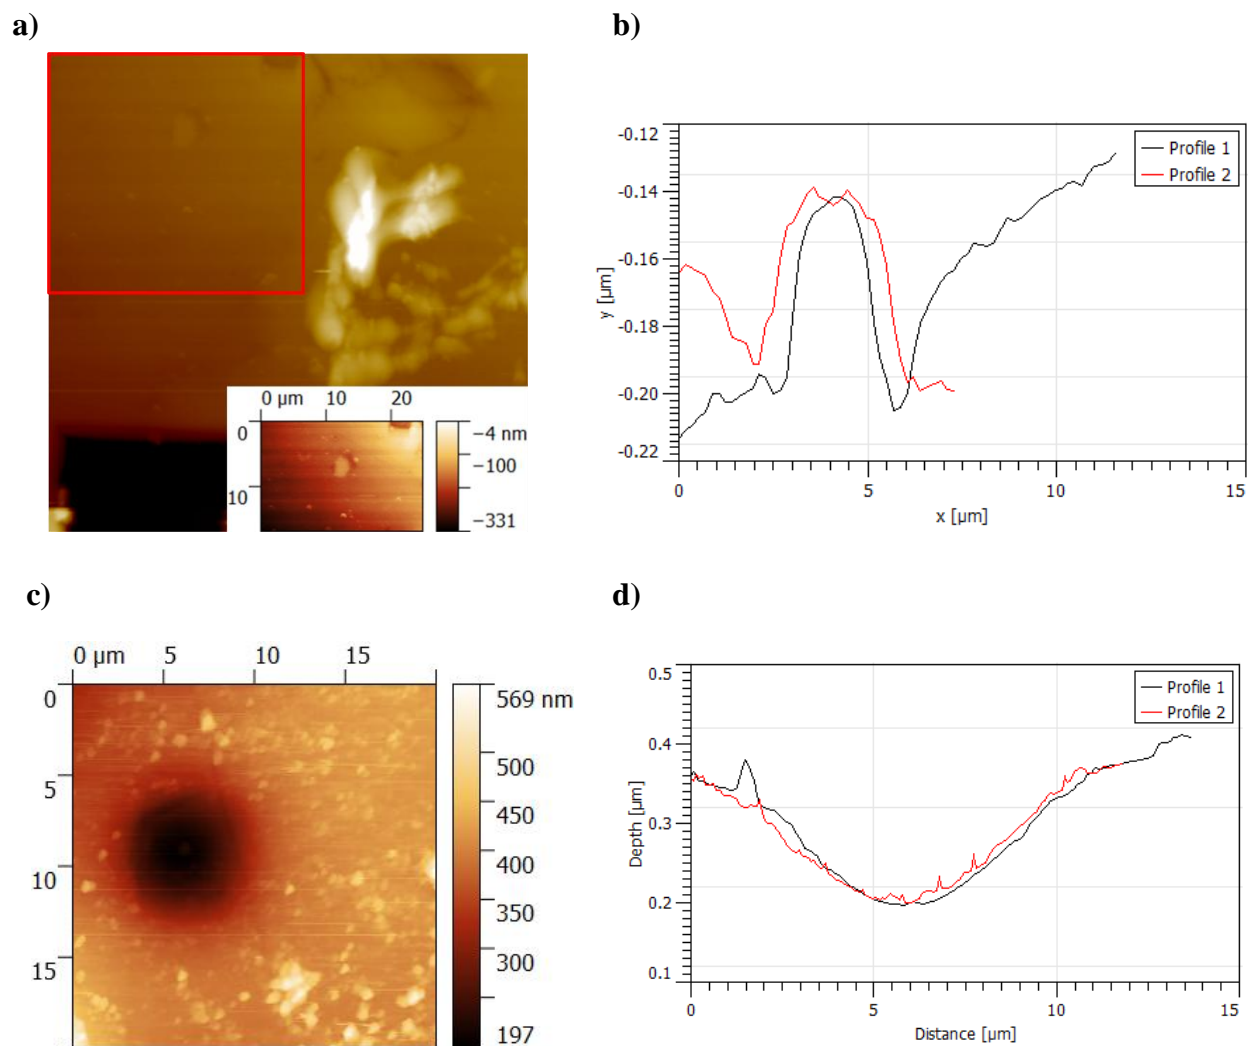 a)
b)
0 µm 10 20
0
10
−4 nm
−100
−331
-0.12
-0.14
-0.16
-0.18
-0.20
-0.22
y [µm]
0 5 10 15
x [µm]
Profile 1
Profile 2
c)
d)
0 µm 5 10 15
0
5
10
15
569 nm
500
450
400
350
300
197
0.5
0.4
0.3
0.2
0.1
Depth [µm]
0 5 10 15
Distance [µm]
Profile 1
Profile 2